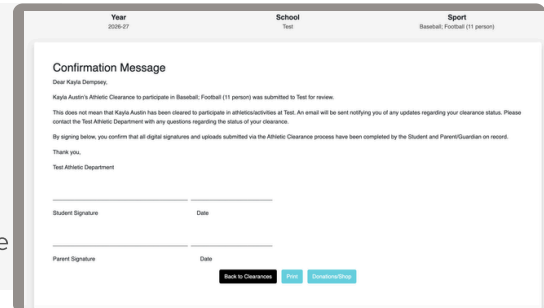 Year School Sport
2026-27 Test Baseball; Football (11 person)
Confirmation Message
Dear Kayla Dempsey,
Kayla Austin's Athletic Clearance to participate in Baseball; Football (11 person) was submitted to Test for review.
This does not mean that Kayla Austin has been cleared to participate in athletics/activities at Test. An email will be sent notifying you of any updates regarding your clearance status. Please
contact the Test Athletic Department with any questions regarding the status of your clearance.
By signing below, you confirm that all digital signatures and uploads submitted via the Athletic Clearance process have been completed by the Student and Parent/Guardian on record.
Thank you,
Test Athletic Department
Student Signature Date
e
Parent Signature Date
Back to Clearances Print Donations/Shop